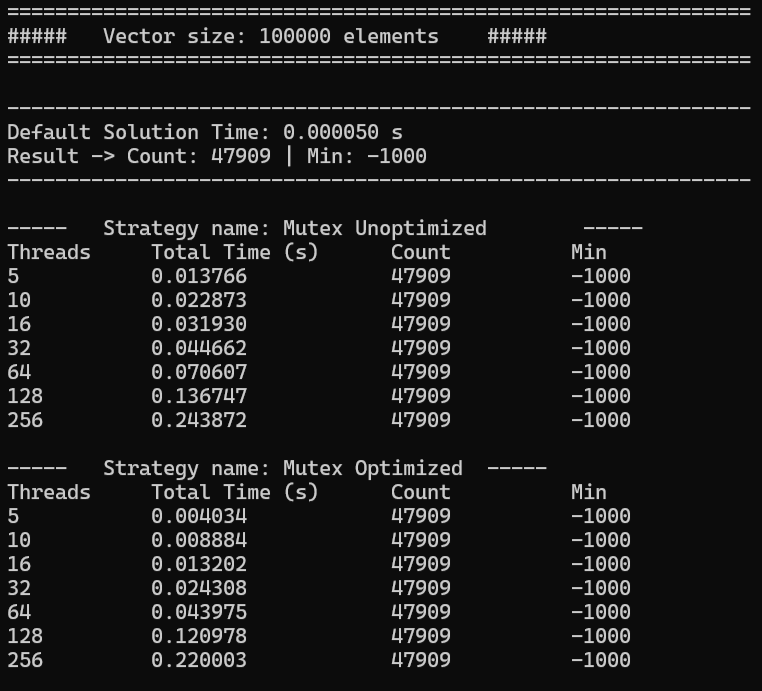 ==============================================================
#####   Vector size: 100000 elements    #####
==============================================================
--------------------------------------------------------------
Default Solution Time: 0.000050 s
Result -> Count: 47909 | Min: -1000
--------------------------------------------------------------
-----   Strategy name: Mutex Unoptimized        -----
Threads     Total Time (s)      Count          Min
5           0.013766            47909          -1000
10          0.022873            47909          -1000
16          0.031930            47909          -1000
32          0.044662            47909          -1000
64          0.070607            47909          -1000
128         0.136747            47909          -1000
256         0.243872            47909          -1000
-----   Strategy name: Mutex Optimized  -----
Threads     Total Time (s)      Count          Min
5           0.004034            47909          -1000
10          0.008884            47909          -1000
16          0.013202            47909          -1000
32          0.024308            47909          -1000
64          0.043975            47909          -1000
128         0.120978            47909          -1000
256         0.220003            47909          -1000